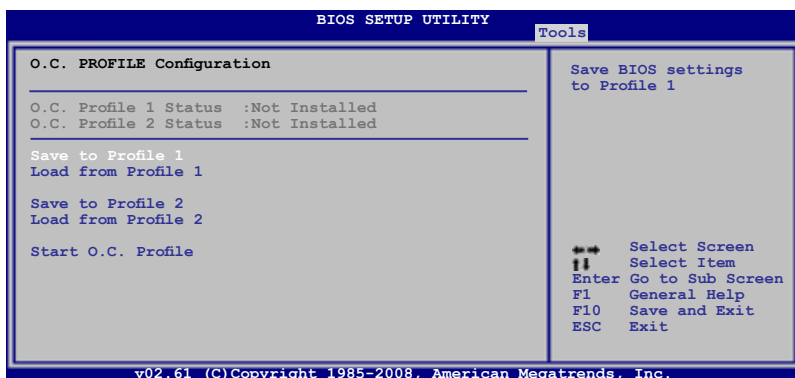 BIOS SETUP UTILITY
Tools
O.C. PROFILE Configuration
O.C. Profile 1 Status :Not Installed
O.C. Profile 2 Status :Not Installed
Save to Profile 1
Load from Profile 1
Save to Profile 2
Load from Profile 2
Start O.C. Profile
Save BIOS settings
to Profile 1
←→ Select Screen
↑↓ Select Item
Enter Go to Sub Screen
F1 General Help
F10 Save and Exit
ESC Exit
v02.61 (C)Copyright 1985-2008, American Megatrends, Inc.